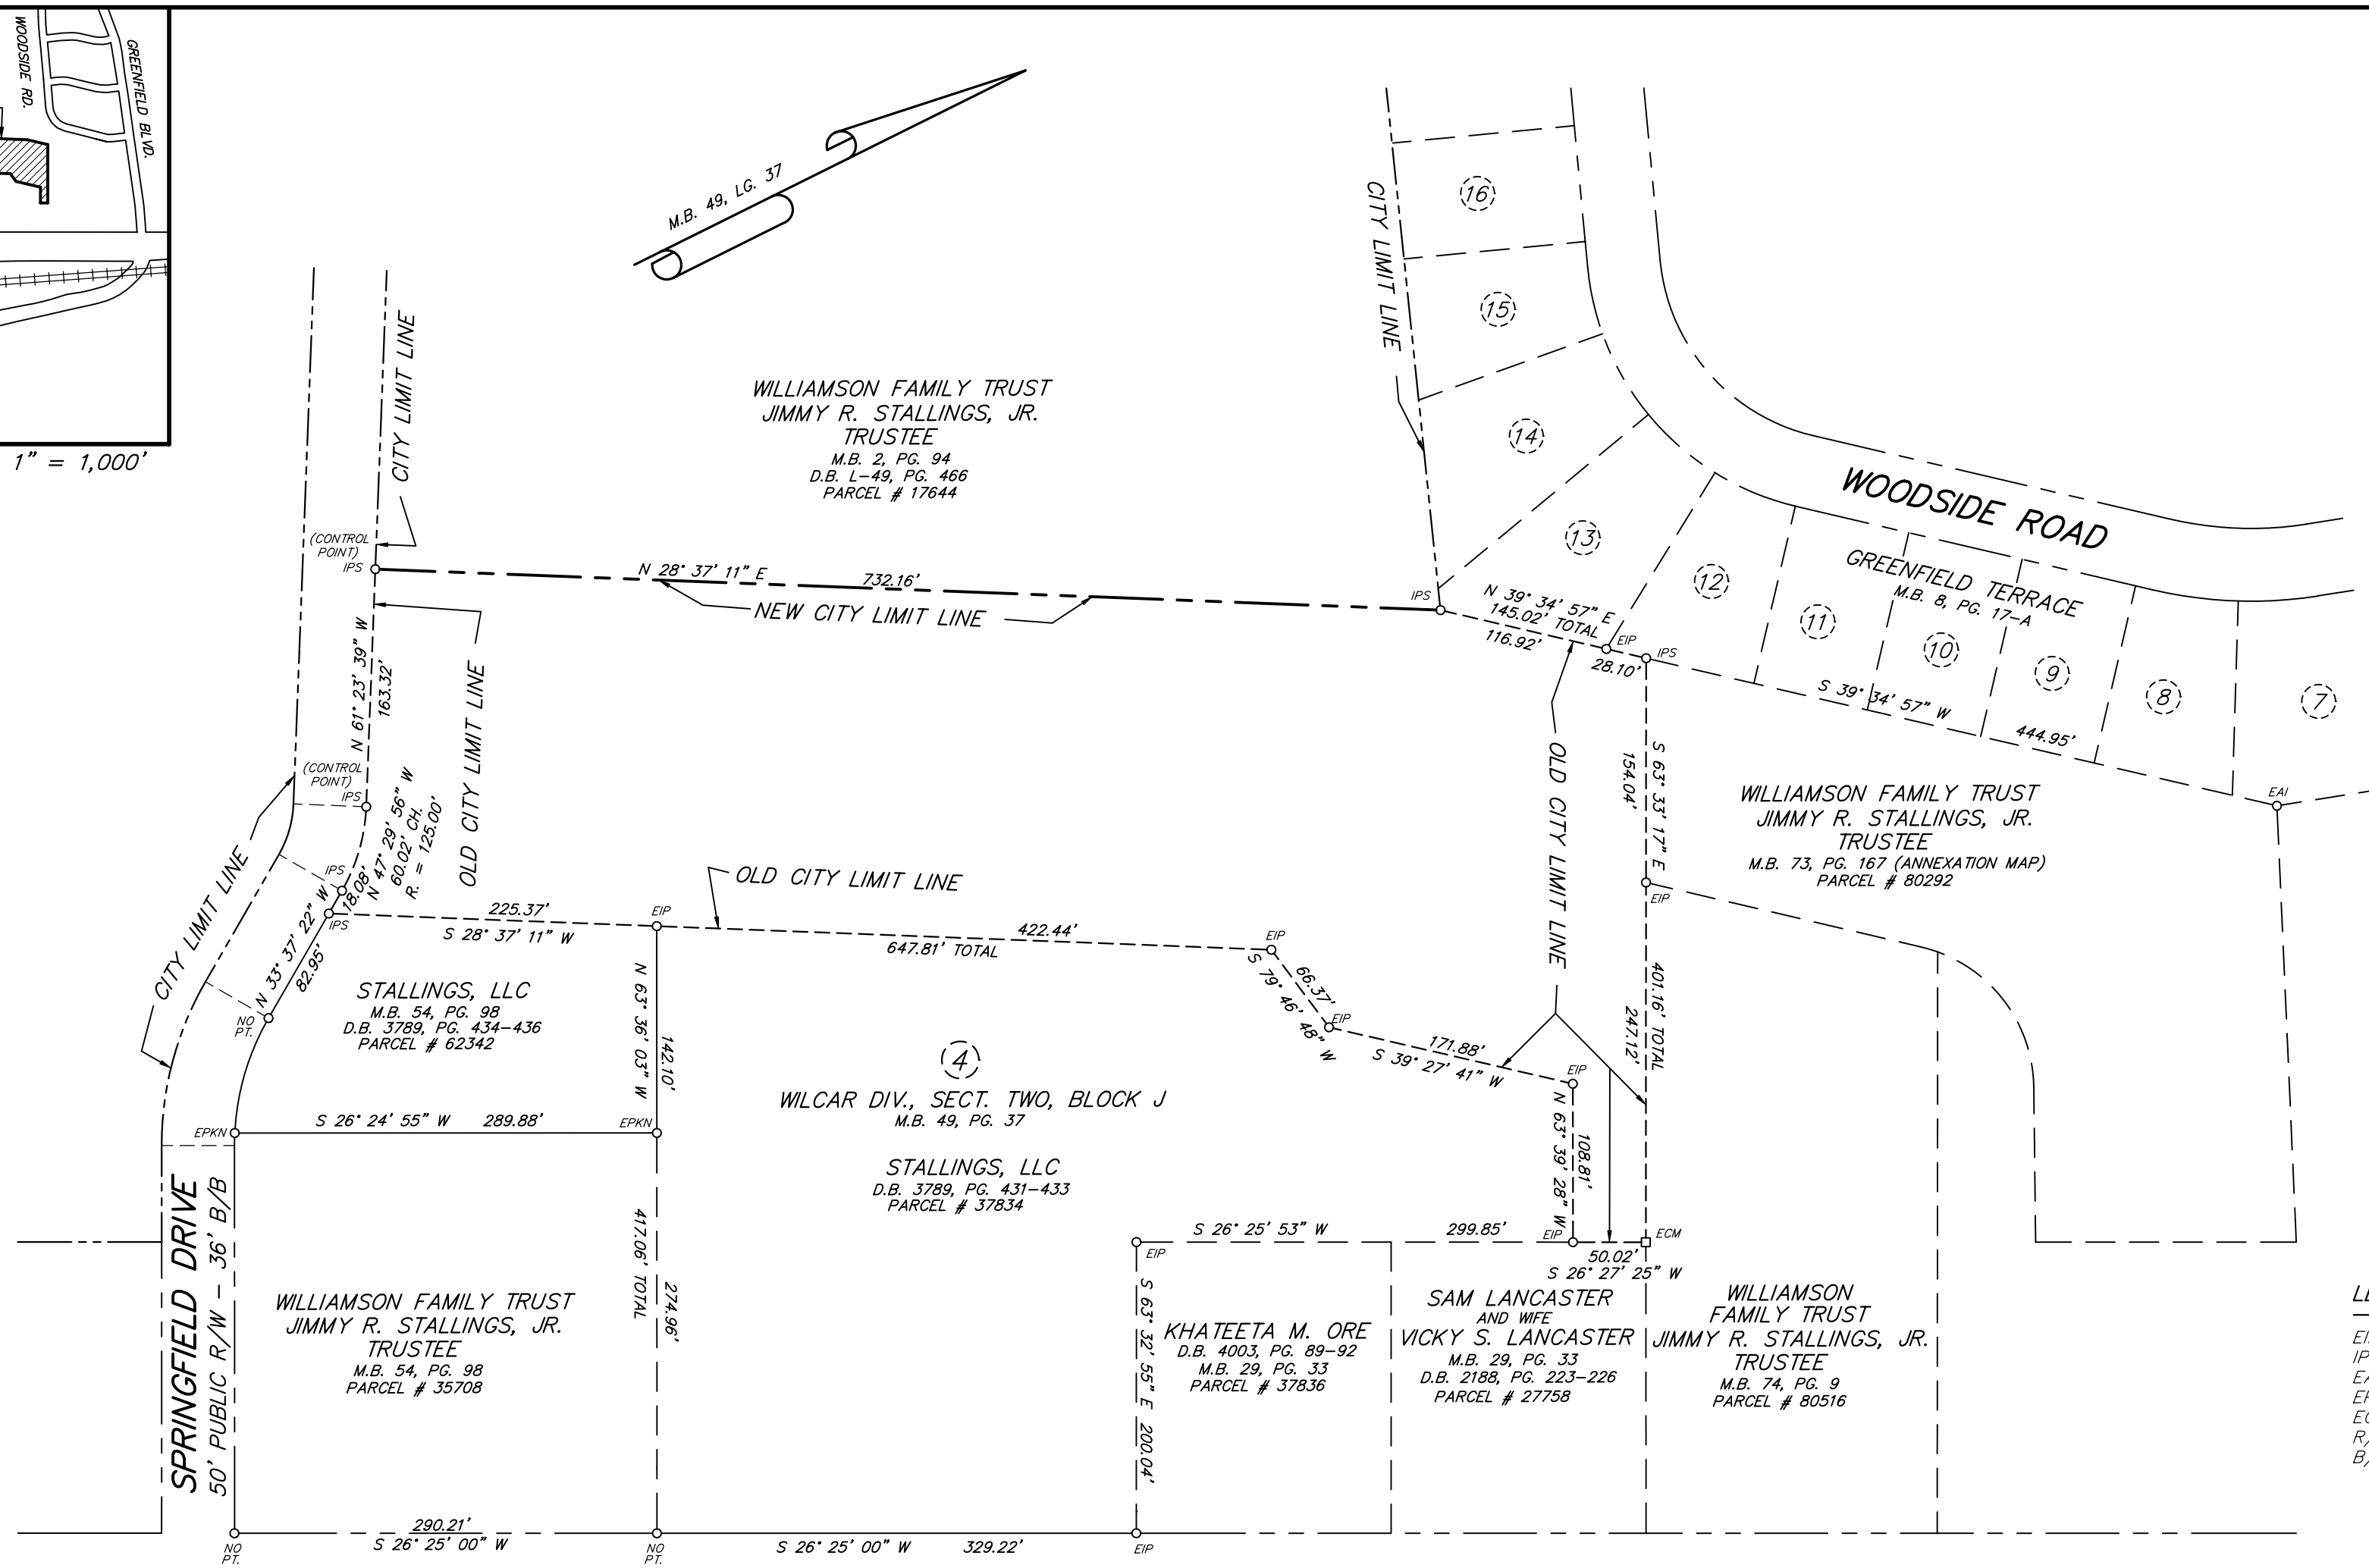 WOODSIDE RD.
GREENFIELD BLVD.
1" = 1,000'
M.B. 49, LG. 37
CITY LIMIT LINE
CITY LIMIT LINE
16
15
14
13
12
11
10
9
8
7
WOODSIDE ROAD
GREENFIELD TERRACE
M.B. 8, PG. 17-A
WILLIAMSON FAMILY TRUST
JIMMY R. STALLINGS, JR.
TRUSTEE
M.B. 2, PG. 94
D.B. L-49, PG. 466
PARCEL # 17644
(CONTROL
POINT)
IPS
N 28° 37' 11" E 732.16'
NEW CITY LIMIT LINE
IPS
N 39° 34' 57" E
145.02' TOTAL
116.92'
EIP
28.10'
IPS
S 39° 34' 57" W
444.95'
EAI
N 61° 23' 39" W
163.32'
OLD CITY LIMIT LINE
(CONTROL
POINT)
IPS
N 47° 29' 56" W
60.02' CH.
R. = 125.00'
IPS
18.08'
IPS
N 33° 37' 22" W
82.95'
NO
PT.
CITY LIMIT LINE
225.37'
S 28° 37' 11" W
EIP
OLD CITY LIMIT LINE
422.44'
647.81' TOTAL
EIP
66.37'
S 79° 46' 48" W
EIP
171.88'
S 39° 27' 41" W
EIP
OLD CITY LIMIT LINE
S 63° 33' 17" E
154.04'
EIP
401.16' TOTAL
247.12'
WILLIAMSON FAMILY TRUST
JIMMY R. STALLINGS, JR.
TRUSTEE
M.B. 73, PG. 167 (ANNEXATION MAP)
PARCEL # 80292
STALLINGS, LLC
M.B. 54, PG. 98
D.B. 3789, PG. 434-436
PARCEL # 62342
N 63° 36' 03" W
142.10'
4
WILCAR DIV., SECT. TWO, BLOCK J
M.B. 49, PG. 37
STALLINGS, LLC
D.B. 3789, PG. 431-433
PARCEL # 37834
N 63° 39' 28" W
108.81'
EPKN
S 26° 24' 55" W 289.88'
EPKN
SPRINGFIELD DRIVE
50' PUBLIC R/W - 36' B/B
417.06' TOTAL
274.96'
S 26° 25' 53" W 299.85'
EIP
EIP
ECM
50.02'
S 26° 27' 25" W
WILLIAMSON FAMILY TRUST
JIMMY R. STALLINGS, JR.
TRUSTEE
M.B. 54, PG. 98
PARCEL # 35708
S 63° 32' 55" E 200.04'
KHATEETA M. ORE
D.B. 4003, PG. 89-92
M.B. 29, PG. 33
PARCEL # 37836
SAM LANCASTER
AND WIFE
VICKY S. LANCASTER
M.B. 29, PG. 33
D.B. 2188, PG. 223-226
PARCEL # 27758
WILLIAMSON
FAMILY TRUST
JIMMY R. STALLINGS, JR.
TRUSTEE
M.B. 74, PG. 9
PARCEL # 80516
NO
PT.
290.21'
S 26° 25' 00" W
NO
PT.
S 26° 25' 00" W 329.22'
EIP